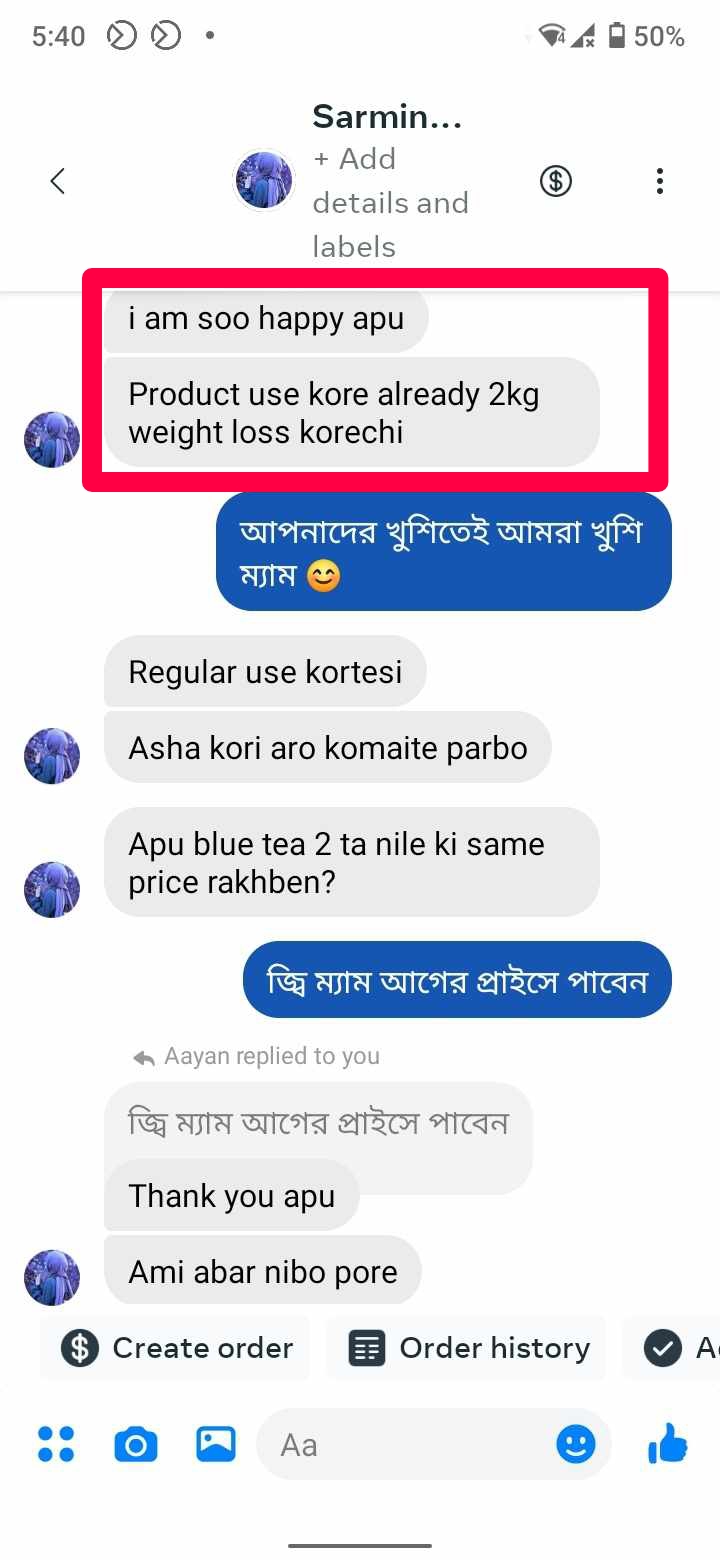 5:40
4
50%
Sarmin...
+ Add
details and
labels
i am soo happy apu
Product use kore already 2kg
weight loss korechi
আপনাদের খুশিতেই আমরা খুশি
ম্যাম 😊
Regular use kortesi
Asha kori aro komaite parbo
Apu blue tea 2 ta nile ki same
price rakhben?
জ্বি ম্যাম আগের প্রাইসে পাবেন
Aayan replied to you
জ্বি ম্যাম আগের প্রাইসে পাবেন
Thank you apu
Ami abar nibo pore
Create order
Order history
Aa